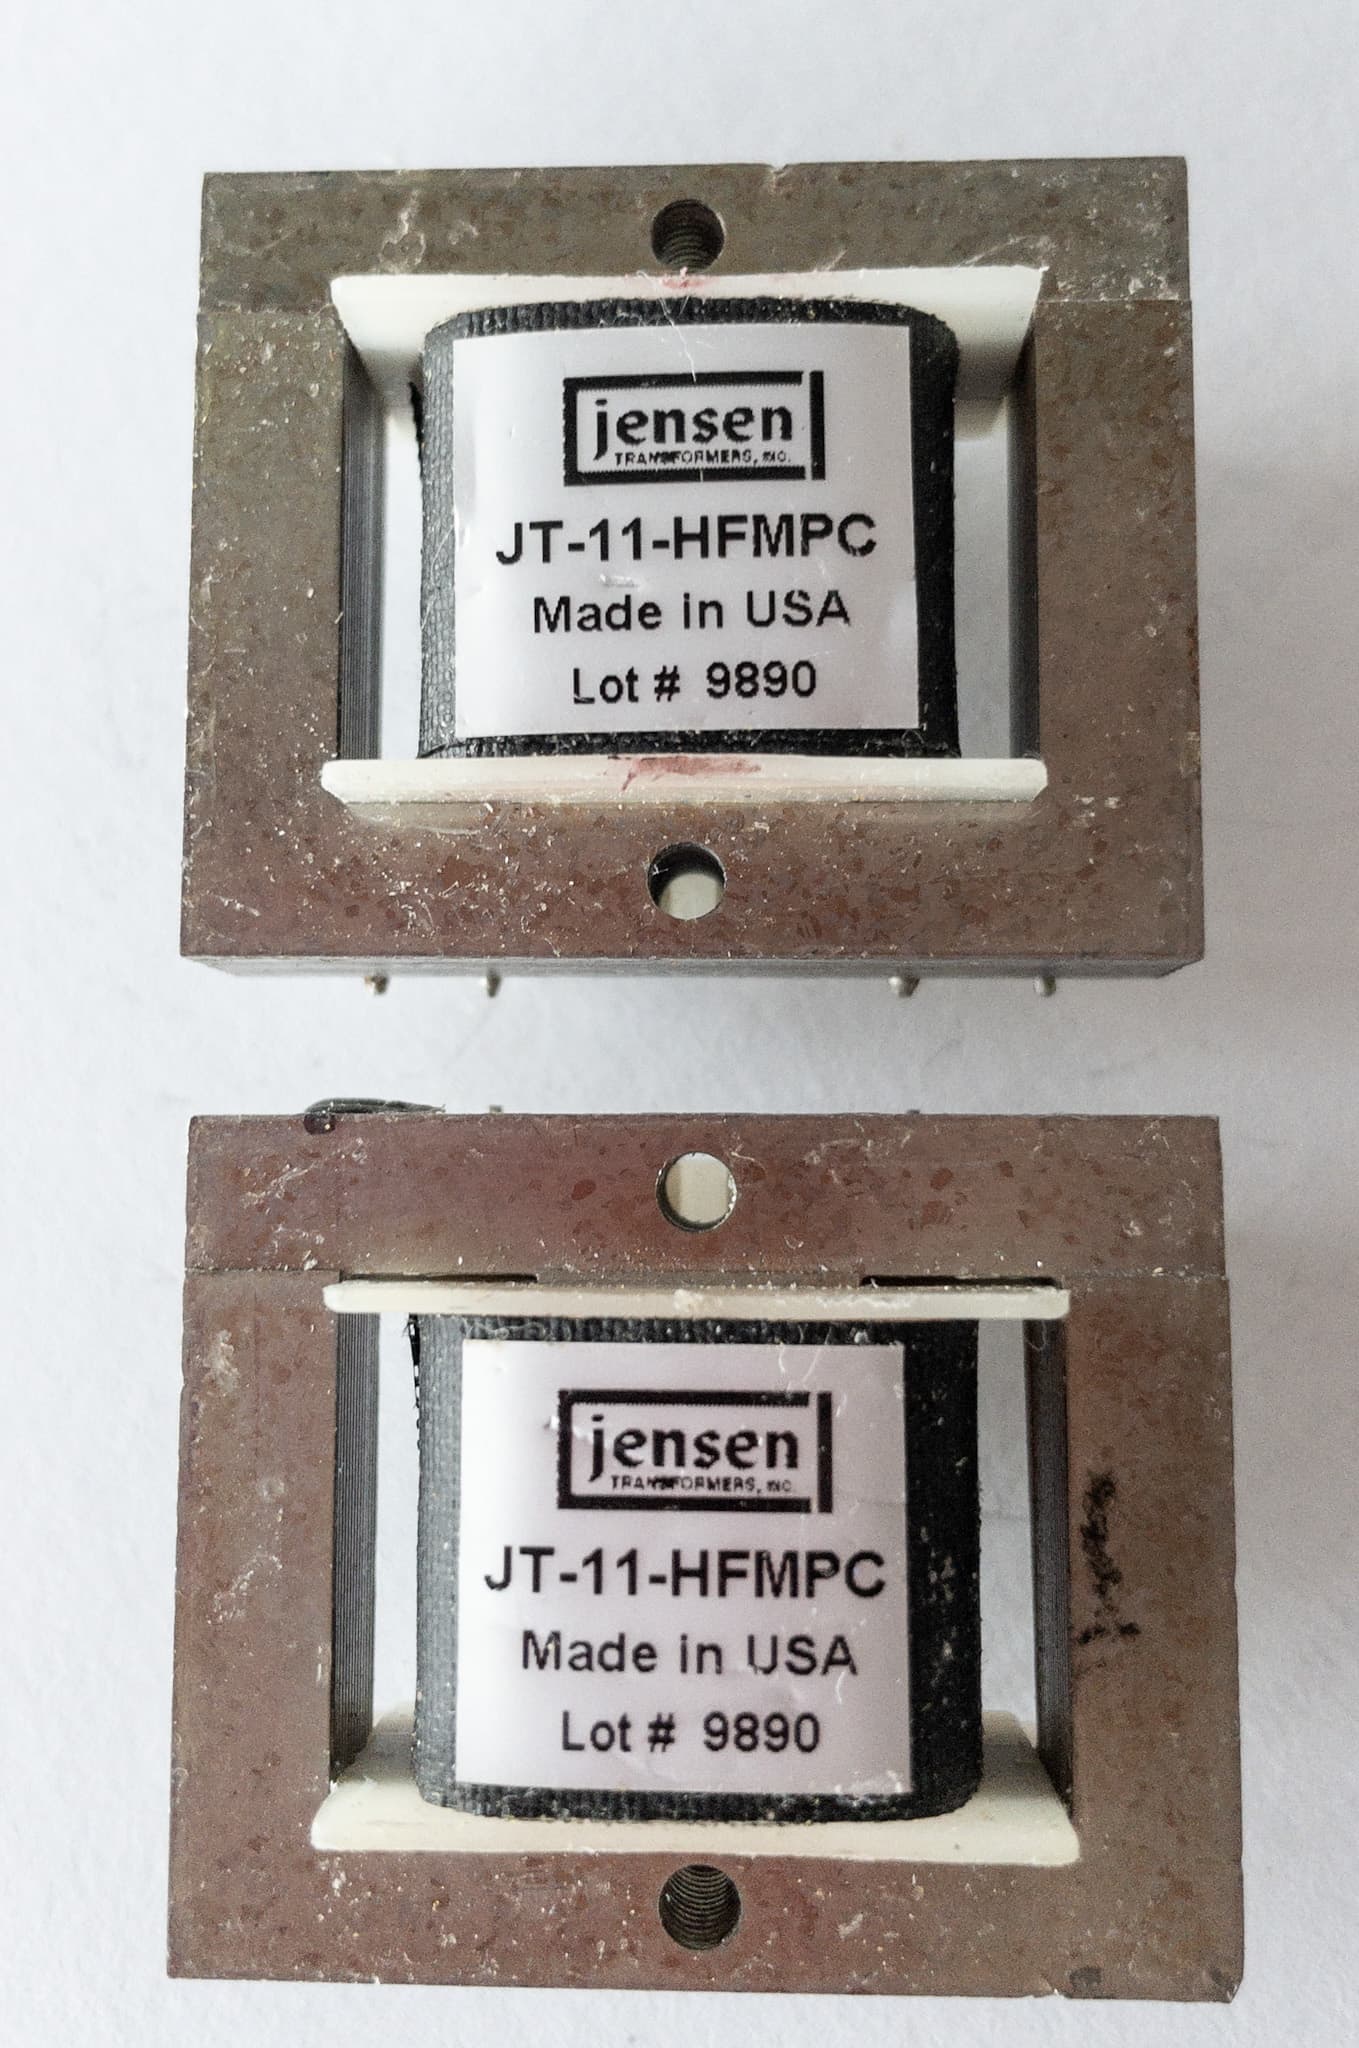 jensen
TRANSFORMERS, INC.
JT-11-HFMPC
Made in USA
Lot # 9890
jensen
TRANSFORMERS, INC.
JT-11-HFMPC
Made in USA
Lot # 9890